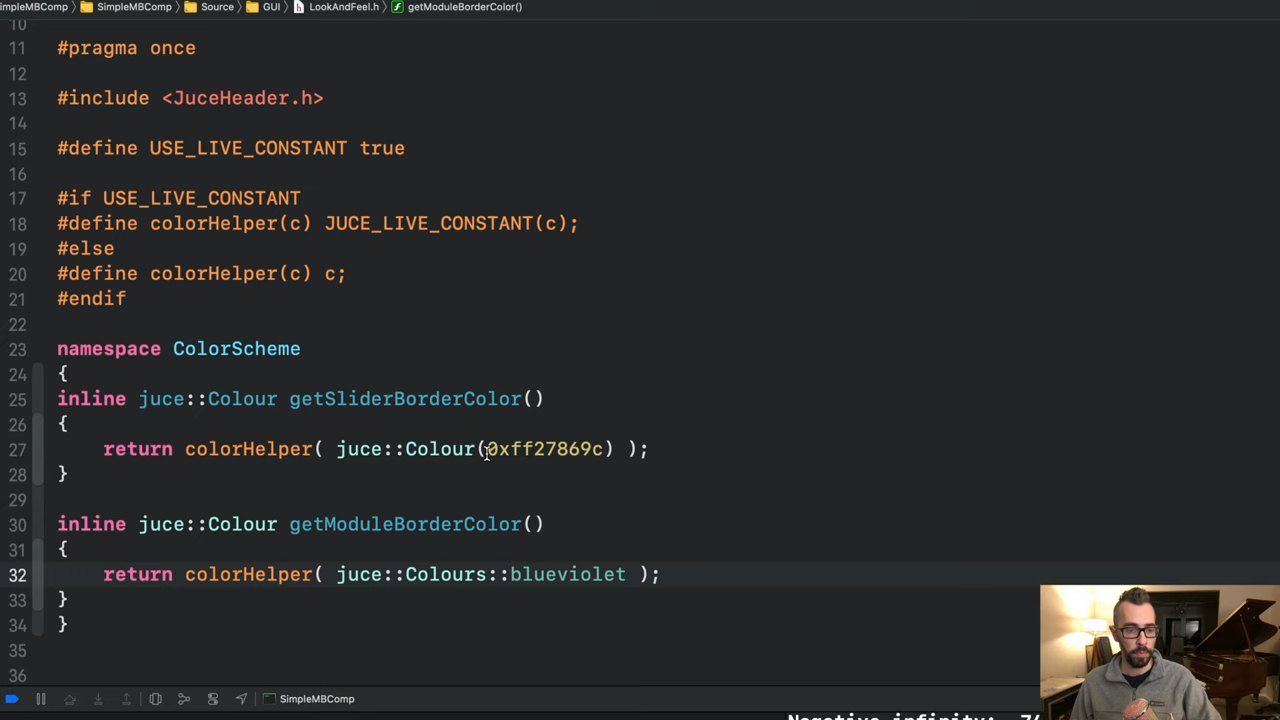 impleMBComp) SimpleMBComp Source GUI LookAndFeel.h getModuleBorderColor()
10
11 #pragma once
12
13 #include <JuceHeader.h>
14
15 #define USE_LIVE_CONSTANT true
16
17 #if USE_LIVE_CONSTANT
18 #define colorHelper(c) JUCE_LIVE_CONSTANT(c);
19 #else
20 #define colorHelper(c) c;
21 #endif
22
23 namespace ColorScheme
24 {
25 inline juce::Colour getSliderBorderColor()
26 {
27 return colorHelper( juce::Colour(0xff27869c) );
28 }
29
30 inline juce::Colour getModuleBorderColor()
31 {
32 return colorHelper( juce::Colours::blueviolet );
33 }
34 }
35
36
SimpleMBComp
Negative infinity: